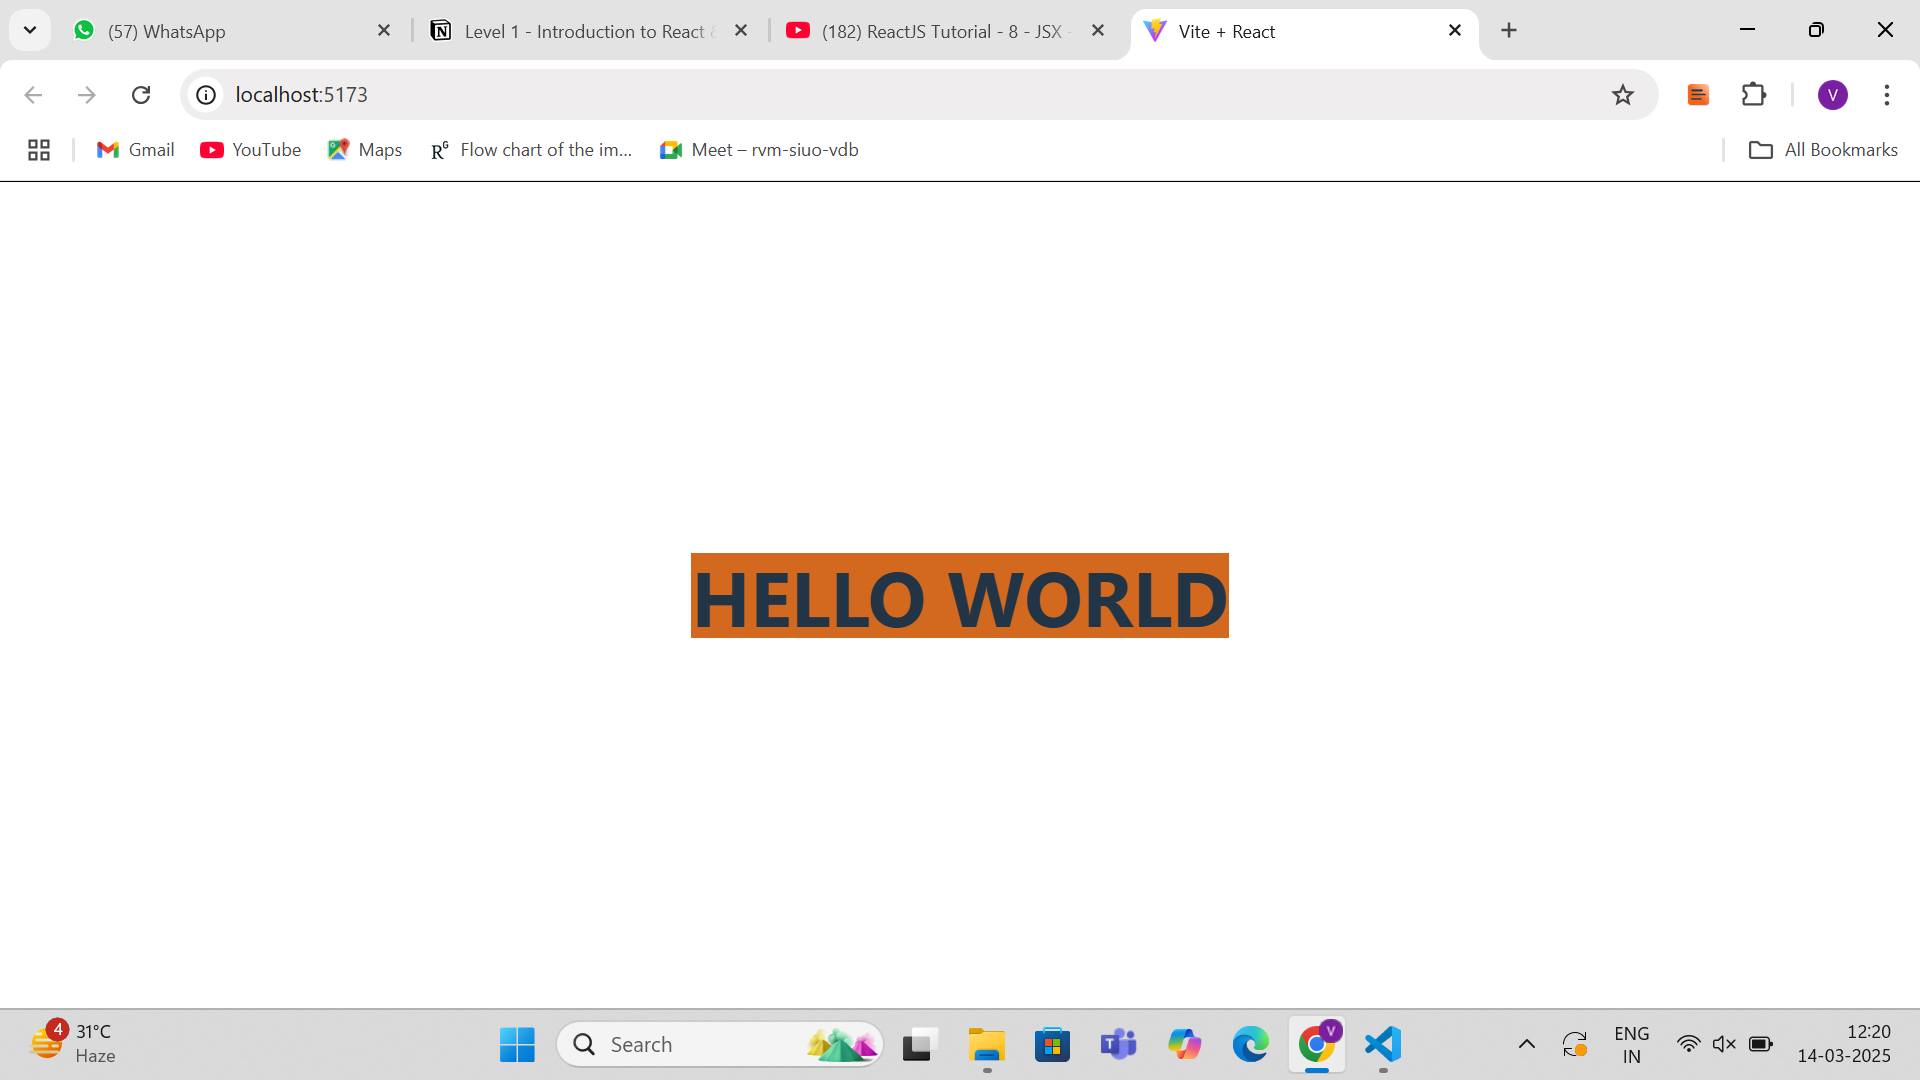 (57) WhatsApp
Level 1 - Introduction to React
(182) ReactJS Tutorial - 8 - JSX -
Vite + React
localhost:5173
V
Gmail
YouTube
Maps
Flow chart of the im...
Meet – rvm-siuo-vdb
All Bookmarks
HELLO WORLD
4
31°C
Haze
Search
V
ENG
IN
12:20
14-03-2025